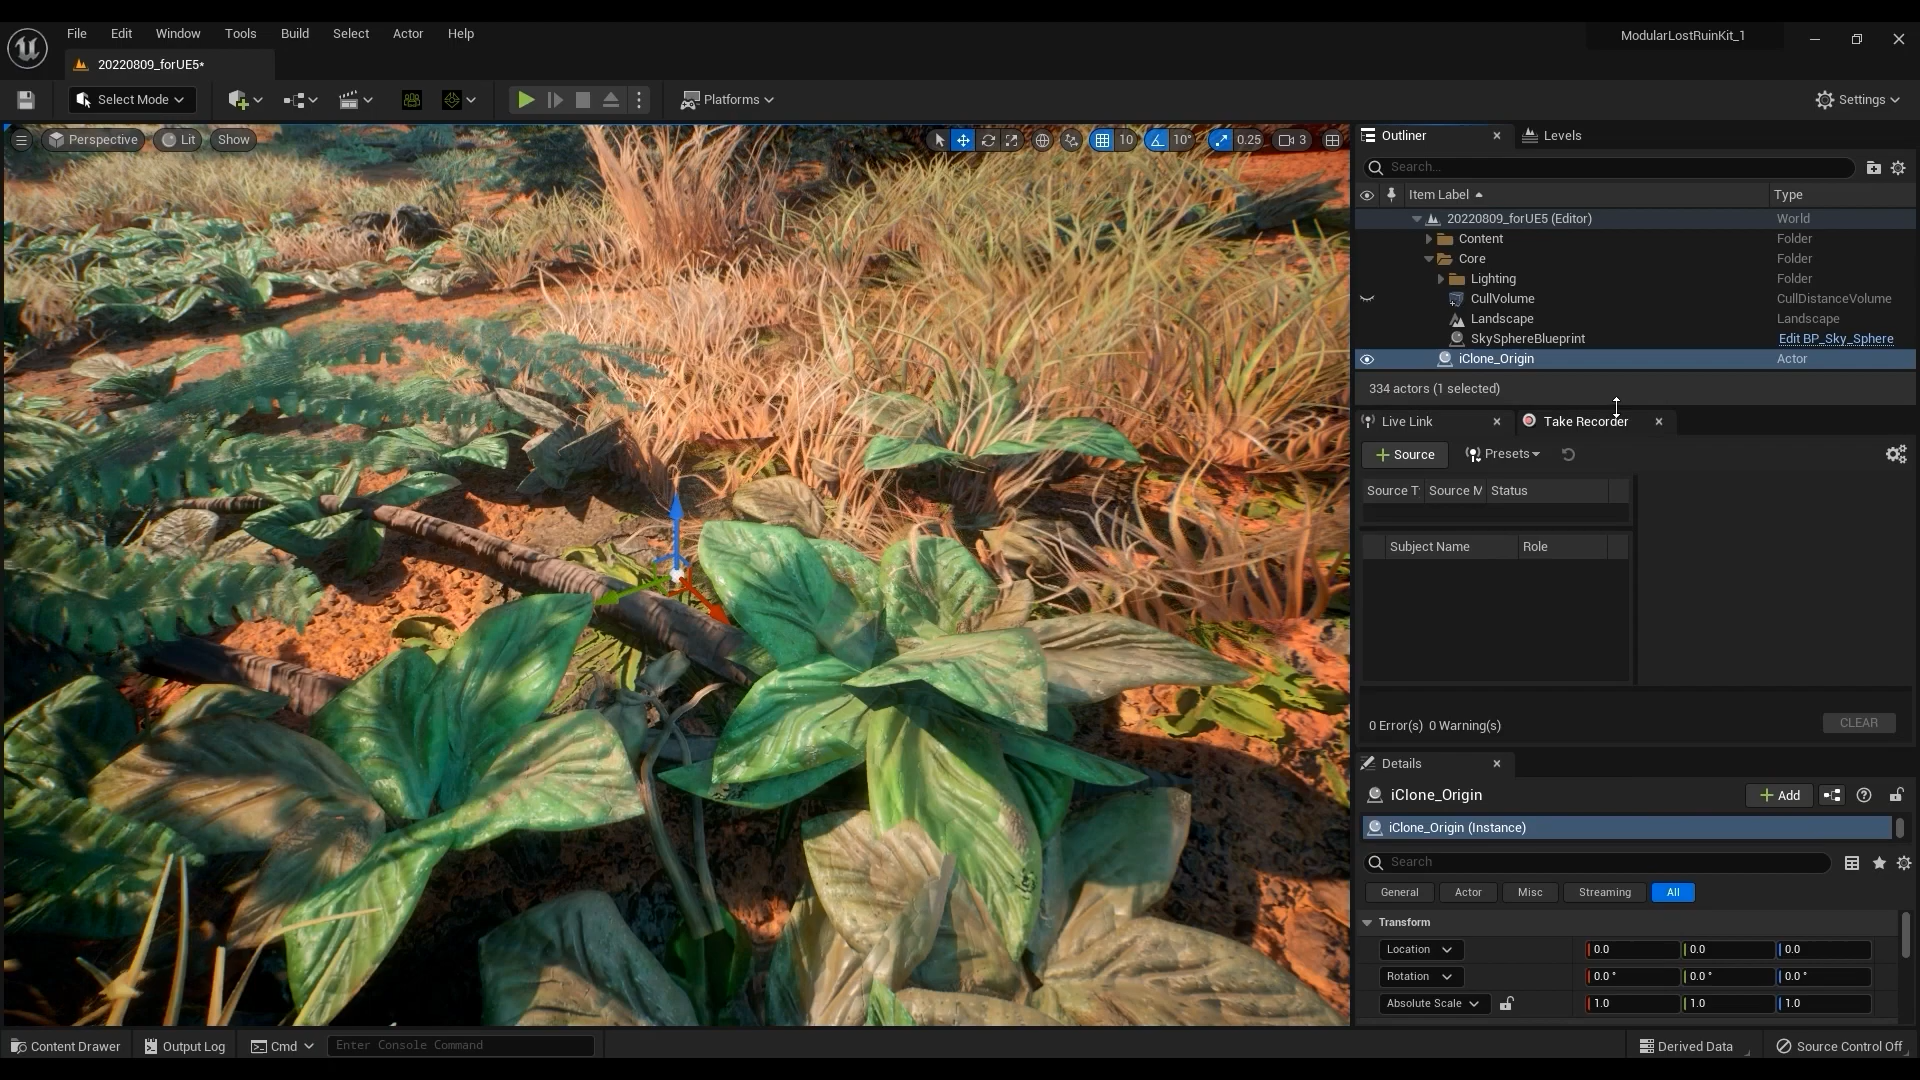 File Edit Window Tools Build Select Actor Help
ModularLostRuinKit_1
20220809_forUE5*
Select Mode
Platforms
Settings
Perspective Lit Show
10 10° 0.25 3
Outliner Levels
Search...
Item Label Type
20220809_forUE5 (Editor) World
Content Folder
Core Folder
Lighting Folder
CullVolume CullDistanceVolume
Landscape Landscape
SkySphereBlueprint Edit BP_Sky_Sphere
iClone_Origin Actor
334 actors (1 selected)
Live Link Take Recorder
+ Source Presets
Source T Source M Status
Subject Name Role
0 Error(s) 0 Warning(s) CLEAR
Details
iClone_Origin + Add
iClone_Origin (Instance)
Search
General Actor Misc Streaming All
Transform
Location 0.0 0.0 0.0
Rotation 0.0° 0.0° 0.0°
Absolute Scale 1.0 1.0 1.0
Content Drawer Output Log Cmd Enter Console Command Derived Data Source Control Off